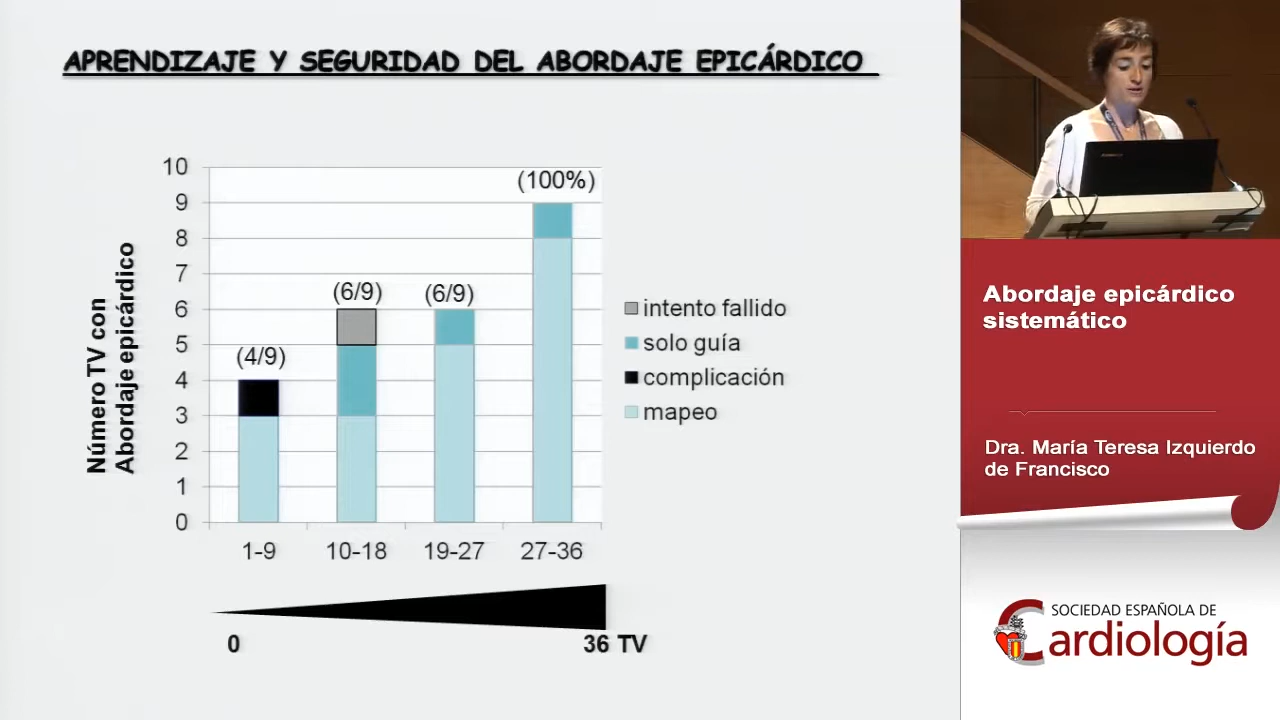 APRENDIZAJE Y SEGURIDAD DEL ABORDAJE EPICÁRDICO
Número TV con
Abordaje epicárdico
10
9
8
7
6
5
4
3
2
1
0
(4/9)
(6/9)
(6/9)
(100%)
1-9
10-18
19-27
27-36
intento fallido
solo guía
complicación
mapeo
0
36 TV
Abordaje epicárdico
sistemático
Dra. María Teresa Izquierdo
de Francisco
SOCIEDAD ESPAÑOLA DE
Cardiología